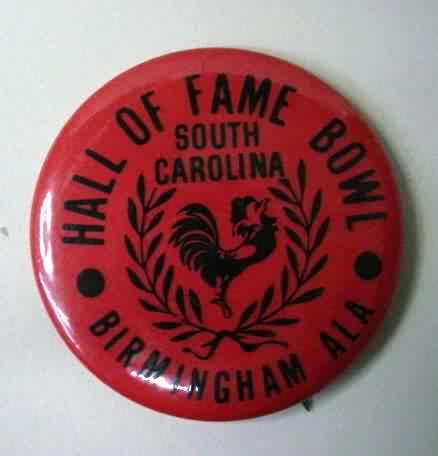 HALL OF FAME BOWL
SOUTH
CAROLINA
BIRMINGHAM ALA